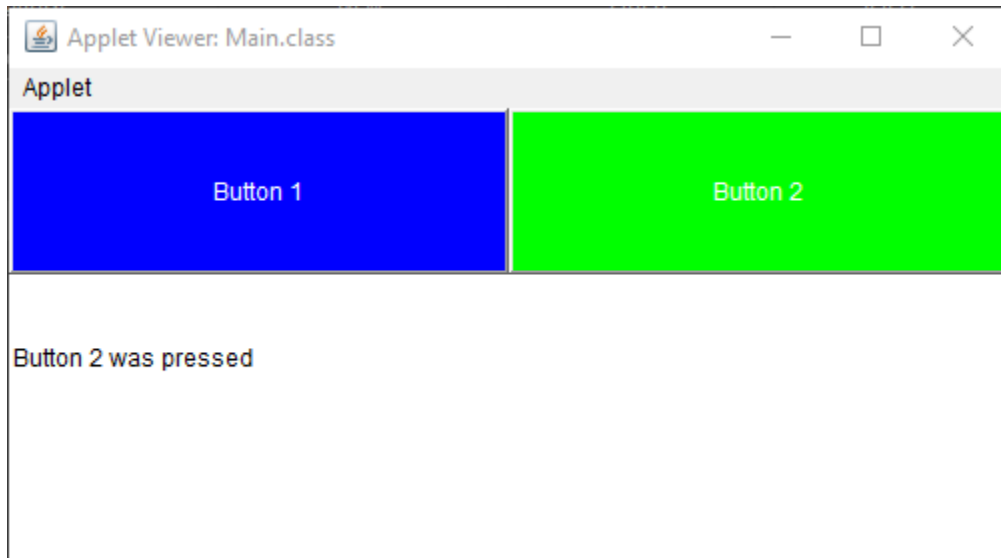 Applet Viewer: Main.class
Applet
Button 1 Button 2
Button 2 was pressed